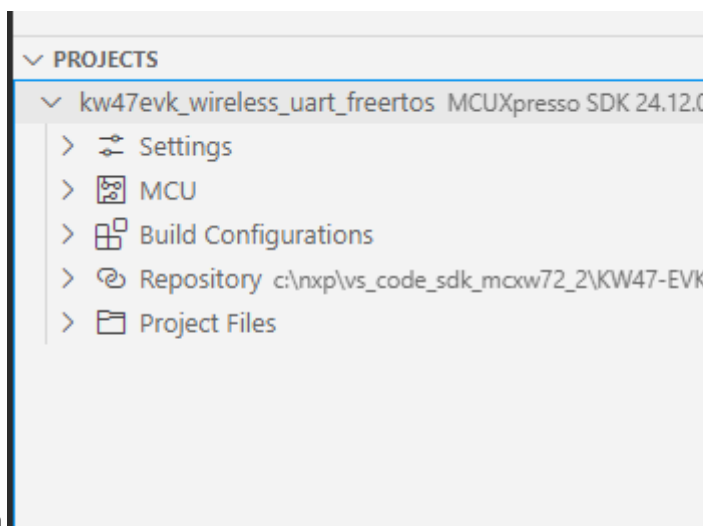 PROJECTS
kw47evk_wireless_uart_freertos MCUXpresso SDK 24.12.0
Settings
MCU
Build Configurations
Repository c:\nxp\vs_code_sdk_mcxw72_2\KW47-EVK
Project Files